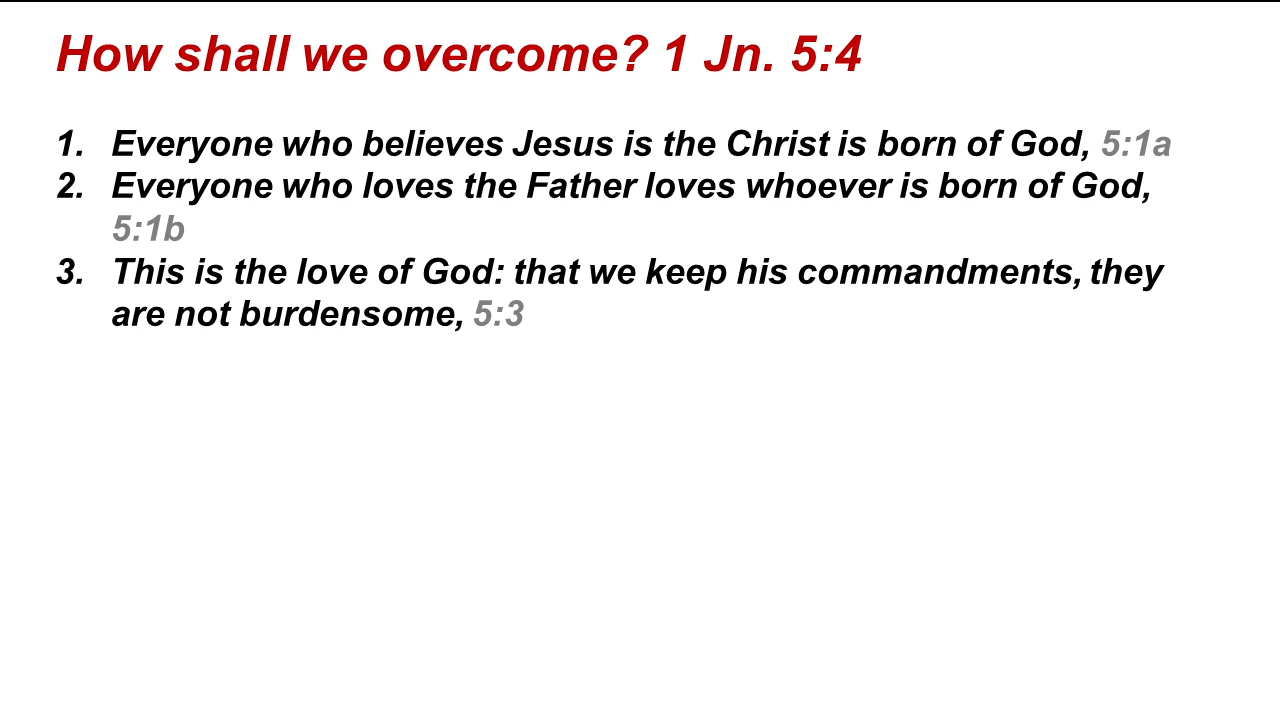 How shall we overcome? 1 Jn. 5:4
1. Everyone who believes Jesus is the Christ is born of God, 5:1a
2. Everyone who loves the Father loves whoever is born of God,
5:1b
3. This is the love of God: that we keep his commandments, they
are not burdensome, 5:3